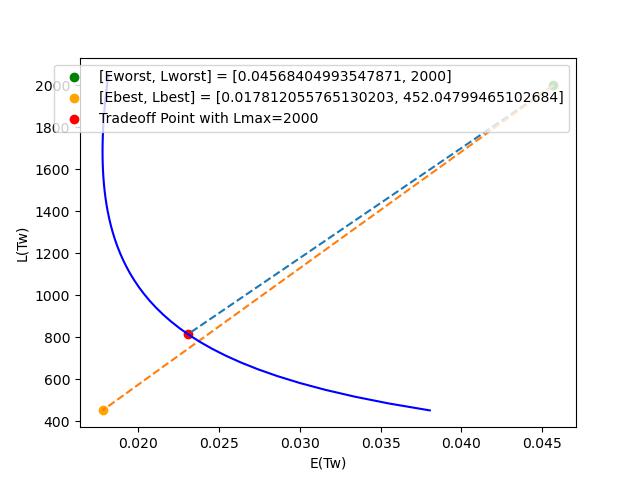 [Eworst, Lworst] = [0.04568404993547871, 2000]
[Ebest, Lbest] = [0.017812055765130203, 452.04799465102684]
Tradeoff Point with Lmax=2000
2000
1800
1600
1400
1200
1000
800
600
400
L(Tw)
0.020 0.025 0.030 0.035 0.040 0.045
E(Tw)